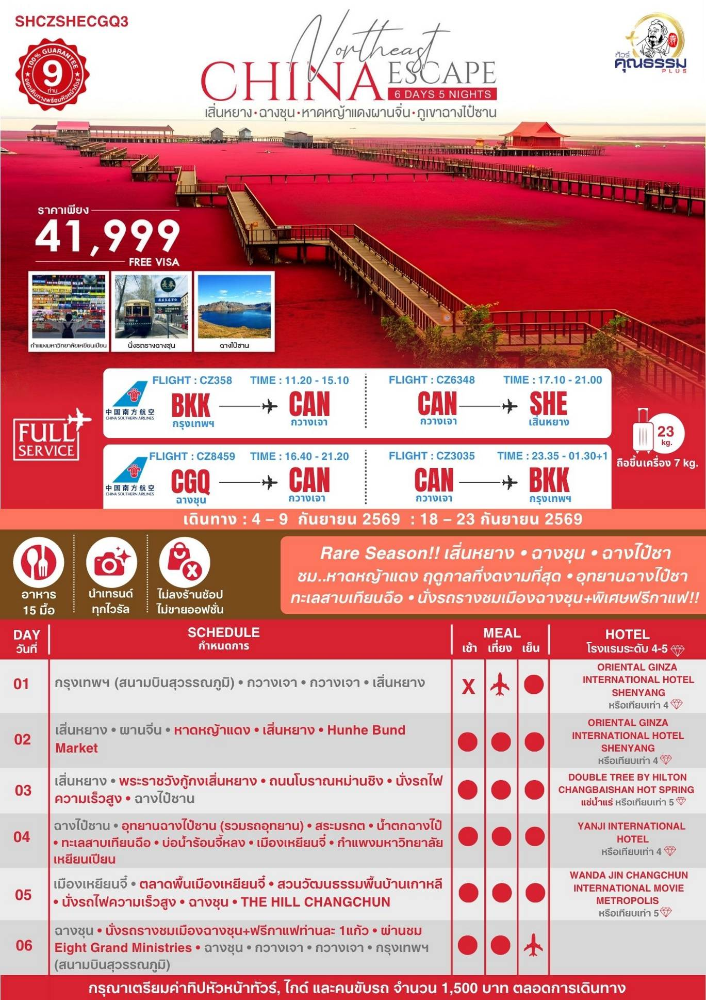 SHCZSHECGQ3
100% GUARANTEE
9
ท่าน
ออกเดินทางพร้อมหัวหน้าทัวร์
Northeast
CHINA ESCAPE
6 DAYS 5 NIGHTS
เสิ่นหยาง • ฉางชุน • หาดหญ้าแดงผานจิ่น • ภูเขาฉางไป๋ซาน
ทัวร์
คุณธรรม
PLUS
ราคาเพียง
41,999
FREE VISA
長春
กำแพงมหาวิทยาลัยเหยียนเปียน
นั่งรถรางฉางชุน
ฉางไป๋ซาน
FULL
SERVICE
中国南方航空
CHINA SOUTHERN AIRLINES
FLIGHT : CZ358 TIME : 11.20 - 15.10
BKK CAN
กรุงเทพฯ กวางเจา
FLIGHT : CZ6348 TIME : 17.10 - 21.00
CAN SHE
กวางเจา เสิ่นหยาง
中国南方航空
CHINA SOUTHERN AIRLINES
FLIGHT : CZ8459 TIME : 16.40 - 21.20
CGQ CAN
ฉางชุน กวางเจา
FLIGHT : CZ3035 TIME : 23.35 - 01.30+1
CAN BKK
กวางเจา กรุงเทพฯ
23
kg.
ถือขึ้นเครื่อง 7 kg.
เดินทาง : 4 – 9 กันยายน 2569 : 18 – 23 กันยายน 2569
อาหาร
15 มื้อ
นำเทรนด์
ทุกไวรัล
ไม่ลงร้านช้อป
ไม่ขายออฟชั่น
Rare Season!! เสิ่นหยาง • ฉางชุน • ฉางไป๋ซา
ชม..หาดหญ้าแดง ฤดูกาลที่งดงามที่สุด • อุทยานฉางไป๋ซา
ทะเลสาบเทียนฉือ • นั่งรถรางชมเมืองฉางชุน+พิเศษฟรีกาแฟ!!
DAY
วันที่
SCHEDULE
กำหนดการ
MEAL
เช้า เที่ยง เย็น
HOTEL
โรงแรมระดับ 4-5
01
กรุงเทพฯ (สนามบินสุวรรณภูมิ) • กวางเจา • กวางเจา • เสิ่นหยาง
X
ORIENTAL GINZA
INTERNATIONAL HOTEL
SHENYANG
หรือเทียบเท่า 4
02
เสิ่นหยาง • ผานจิ่น • หาดหญ้าแดง • เสิ่นหยาง • Hunhe Bund
Market
ORIENTAL GINZA
INTERNATIONAL HOTEL
SHENYANG
หรือเทียบเท่า 4
03
เสิ่นหยาง • พระราชวังกู้กงเสิ่นหยาง • ถนนโบราณหม่านชิง • นั่งรถไฟ
ความเร็วสูง • ฉางไป๋ซาน
DOUBLE TREE BY HILTON
CHANGBAISHAN HOT SPRING
แช่น้ำแร่ หรือเทียบเท่า 5
04
ฉางไป๋ซาน • อุทยานฉางไป๋ซาน (รวมรถอุทยาน) • สระมรกต • น้ำตกฉางไป๋
• ทะเลสาบเทียนฉือ • บ่อน้ำร้อนจี้หลง • เมืองเหยียนจี๋ • กำแพงมหาวิทยาลัย
เหยียนเปียน
YANJI INTERNATIONAL
HOTEL
หรือเทียบเท่า 4
05
เมืองเหยียนจี๋ • ตลาดพื้นเมืองเหยียนจี๋ • สวนวัฒนธรรมพื้นบ้านเกาหลี
• นั่งรถไฟความเร็วสูง • ฉางชุน • THE HILL CHANGCHUN
WANDA JIN CHANGCHUN
INTERNATIONAL MOVIE
METROPOLIS
หรือเทียบเท่า 5
06
ฉางชุน • นั่งรถรางชมเมืองฉางชุน+ฟรีกาแฟท่านละ 1แก้ว • ผ่านชม
Eight Grand Ministries • ฉางชุน • กวางเจา • กวางเจา • กรุงเทพฯ
(สนามบินสุวรรณภูมิ)
กรุณาเตรียมค่าทิปหัวหน้าทัวร์, ไกด์ และคนขับรถ จำนวน 1,500 บาท ตลอดการเดินทาง